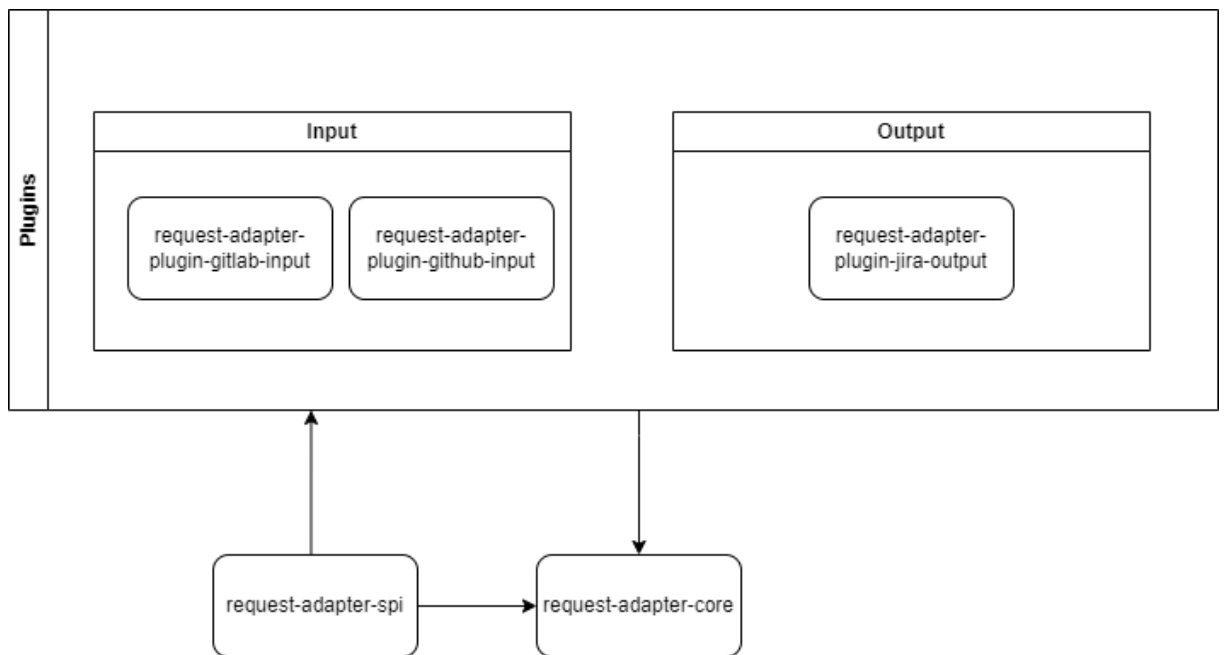 Plugins
Input
request-adapter-
plugin-gitlab-input
request-adapter-
plugin-github-input
Output
request-adapter-
plugin-jira-output
request-adapter-spi
request-adapter-core